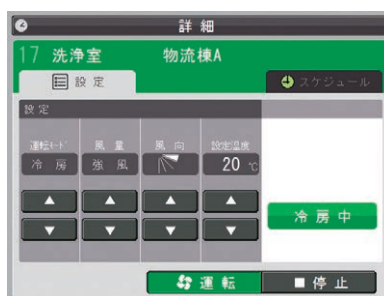 詳細
17 洗浄室 物流棟A
設定
スケジュール
設定
運転モード 風量 風向 設定温度
冷房 強風 20 ℃
冷房中
運転 ■停止